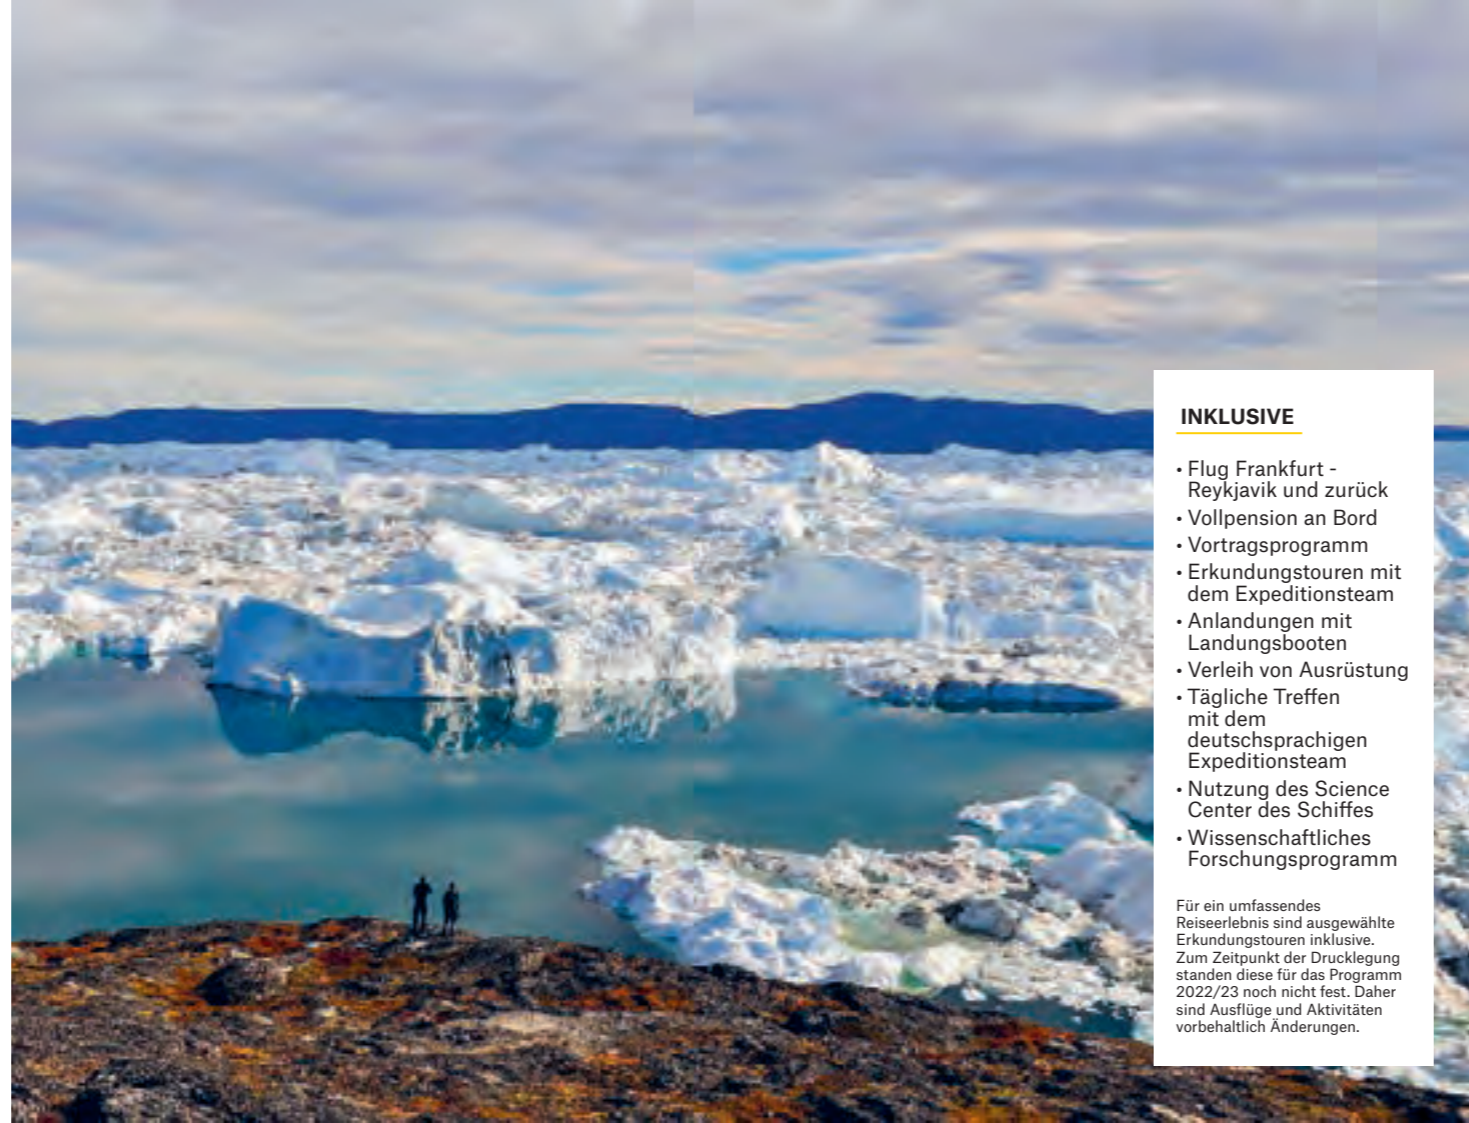 INKLUSIVE
• Flug Frankfurt -
Reykjavik und zurück
• Vollpension an Bord
• Vortragsprogramm
• Erkundungstouren mit
dem Expeditionsteam
• Anlandungen mit
Landungsbooten
• Verleih von Ausrüstung
• Tägliche Treffen
mit dem
deutschsprachigen
Expeditionsteam
• Nutzung des Science
Center des Schiffes
• Wissenschaftliches
Forschungsprogramm
Für ein umfassendes
Reiseerlebnis sind ausgewählte
Erkundungstouren inklusive.
Zum Zeitpunkt der Drucklegung
standen diese für das Programm
2022/23 noch nicht fest. Daher
sind Ausflüge und Aktivitäten
vorbehaltlich Änderungen.